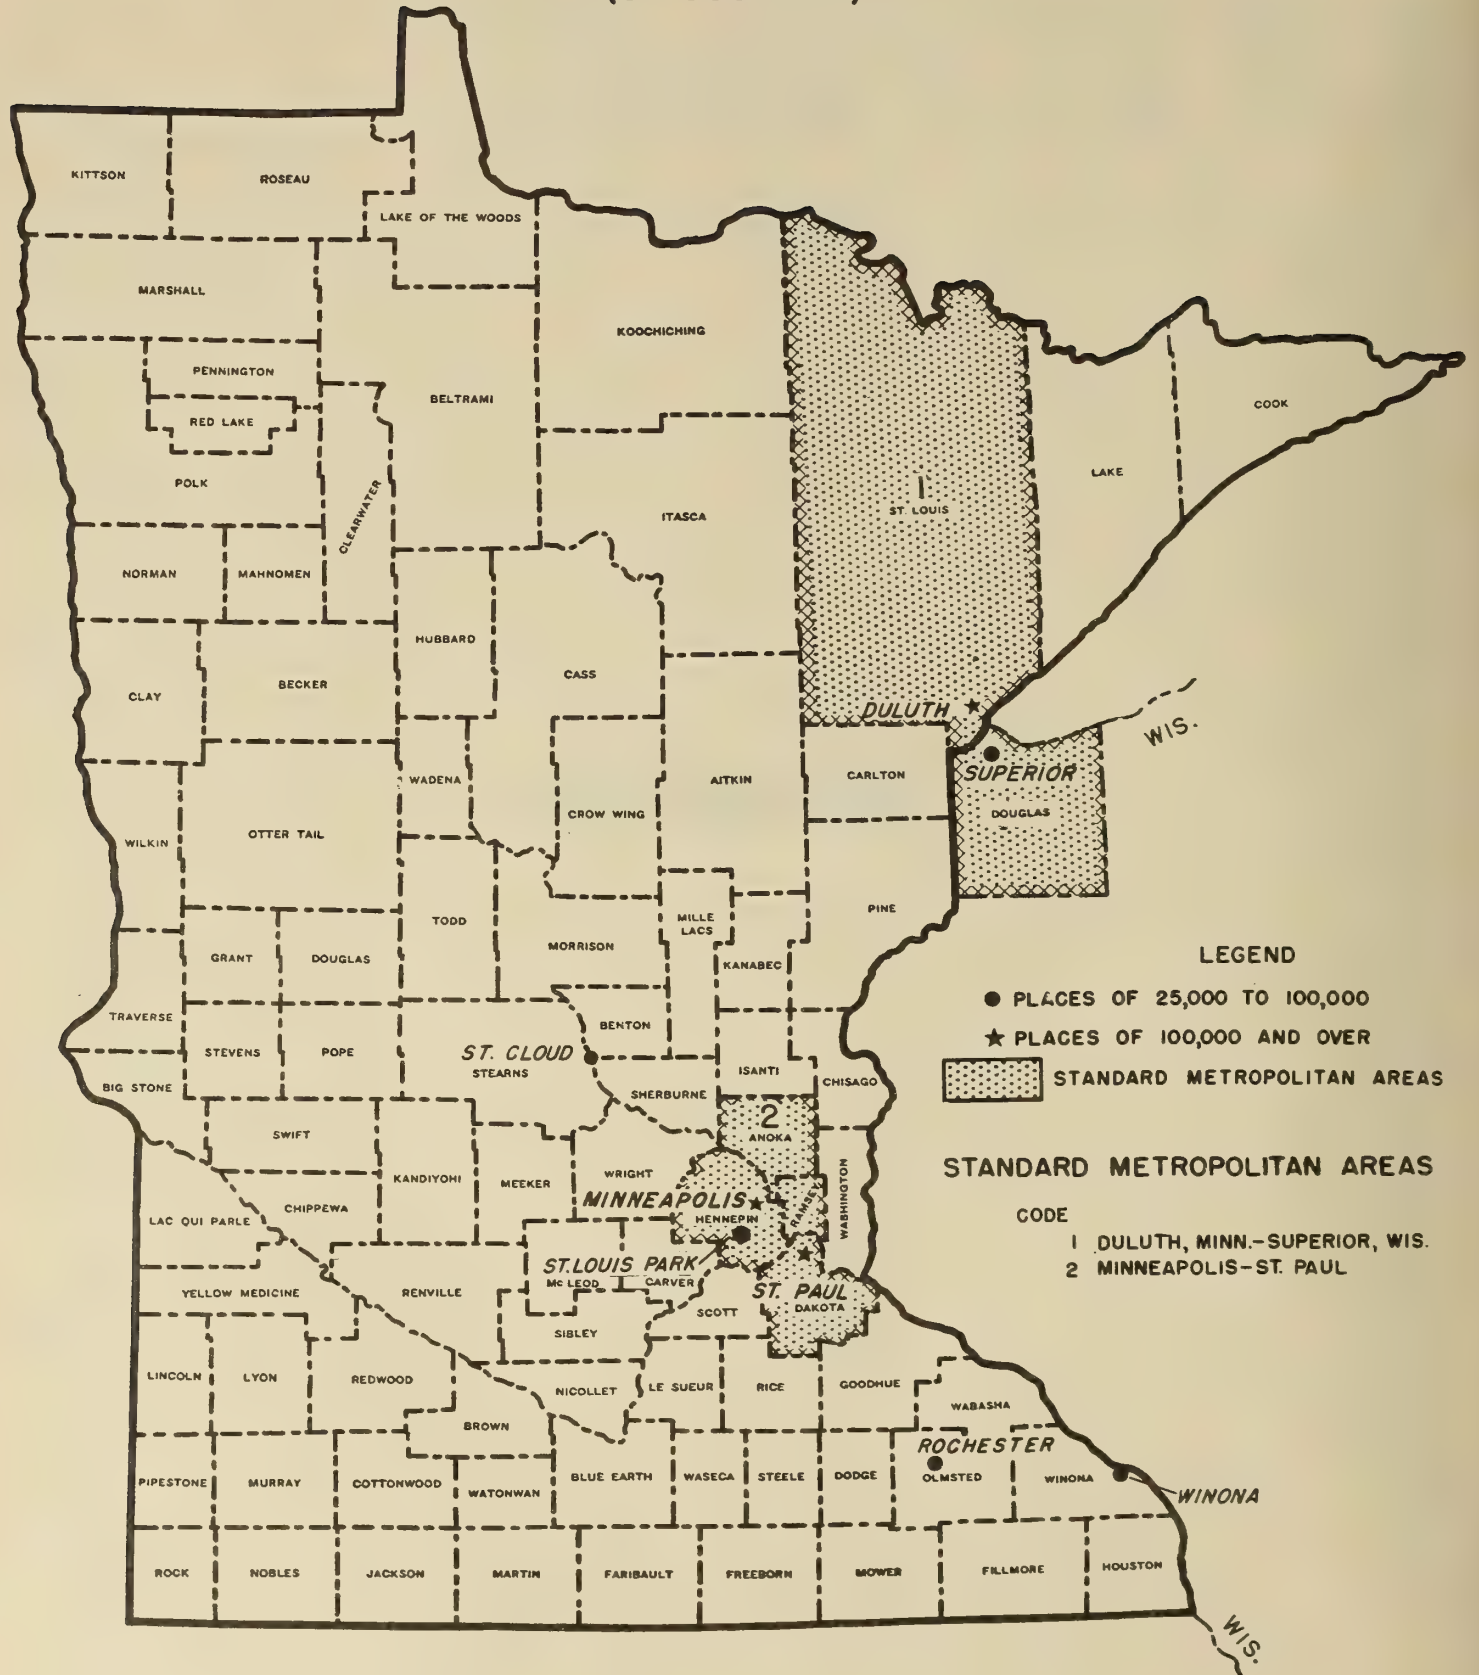 KITTSON
ROSEAU
LAKE OF THE WOODS
MARSHALL
KOOCHICHING
PENNINGTON
BELTRAMI
RED LAKE
COOK
POLK
LAKE
CLEARWATER
ITASCA
1
ST. LOUIS
NORMAN
MAHNOMEN
HUBBARD
CASS
CLAY
BECKER
DULUTH
WIS.
WADENA
AITKIN
CARLTON
SUPERIOR
DOUGLAS
CROW WING
WILKIN
OTTER TAIL
TODD
MILLE
LACS
PINE
MORRISON
GRANT
DOUGLAS
KANABEC
TRAVERSE
BENTON
STEVENS
POPE
ST. CLOUD
STEARNS
ISANTI
CHISAGO
BIG STONE
SHERBURNE
2
ANOKA
SWIFT
WRIGHT
KANDIYOHI
MEEKER
MINNEAPOLIS
HENNEPIN
RAMSEY
WASHINGTON
LAC QUI PARLE
CHIPPEWA
ST. LOUIS PARK
MC LEOD
CARVER
YELLOW MEDICINE
RENVILLE
ST. PAUL
DAKOTA
SCOTT
SIBLEY
LINCOLN
LYON
REDWOOD
NICOLLET
LE SUEUR
RICE
GOODHUE
WABASHA
BROWN
ROCHESTER
OLMSTED
PIPESTONE
MURRAY
COTTONWOOD
WATONWAN
BLUE EARTH
WASECA
STEELE
DODGE
WINONA
WINONA
ROCK
NOBLES
JACKSON
MARTIN
FARIBAULT
FREEBORN
MOWER
FILLMORE
HOUSTON
WIS.
LEGEND
PLACES OF 25,000 TO 100,000
PLACES OF 100,000 AND OVER
STANDARD METROPOLITAN AREAS
STANDARD METROPOLITAN AREAS
CODE
1 DULUTH, MINN.-SUPERIOR, WIS.
2 MINNEAPOLIS-ST. PAUL